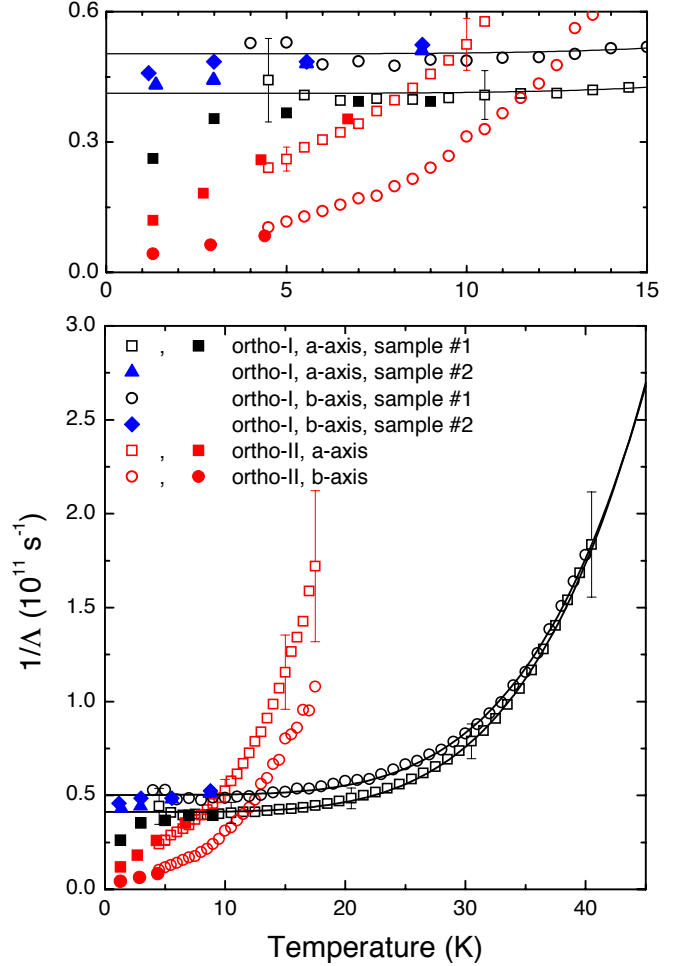 0.6
0.3
0.0
0 5 10 15
3.0
, ortho-I, a-axis, sample #1
ortho-I, a-axis, sample #2
2.5
ortho-I, b-axis, sample #1
ortho-I, b-axis, sample #2
, ortho-II, a-axis
, ortho-II, b-axis
2.0
1.5
1.0
0.5
0.0
1/Λ (10¹¹ s⁻¹)
0 10 20 30 40
Temperature (K)